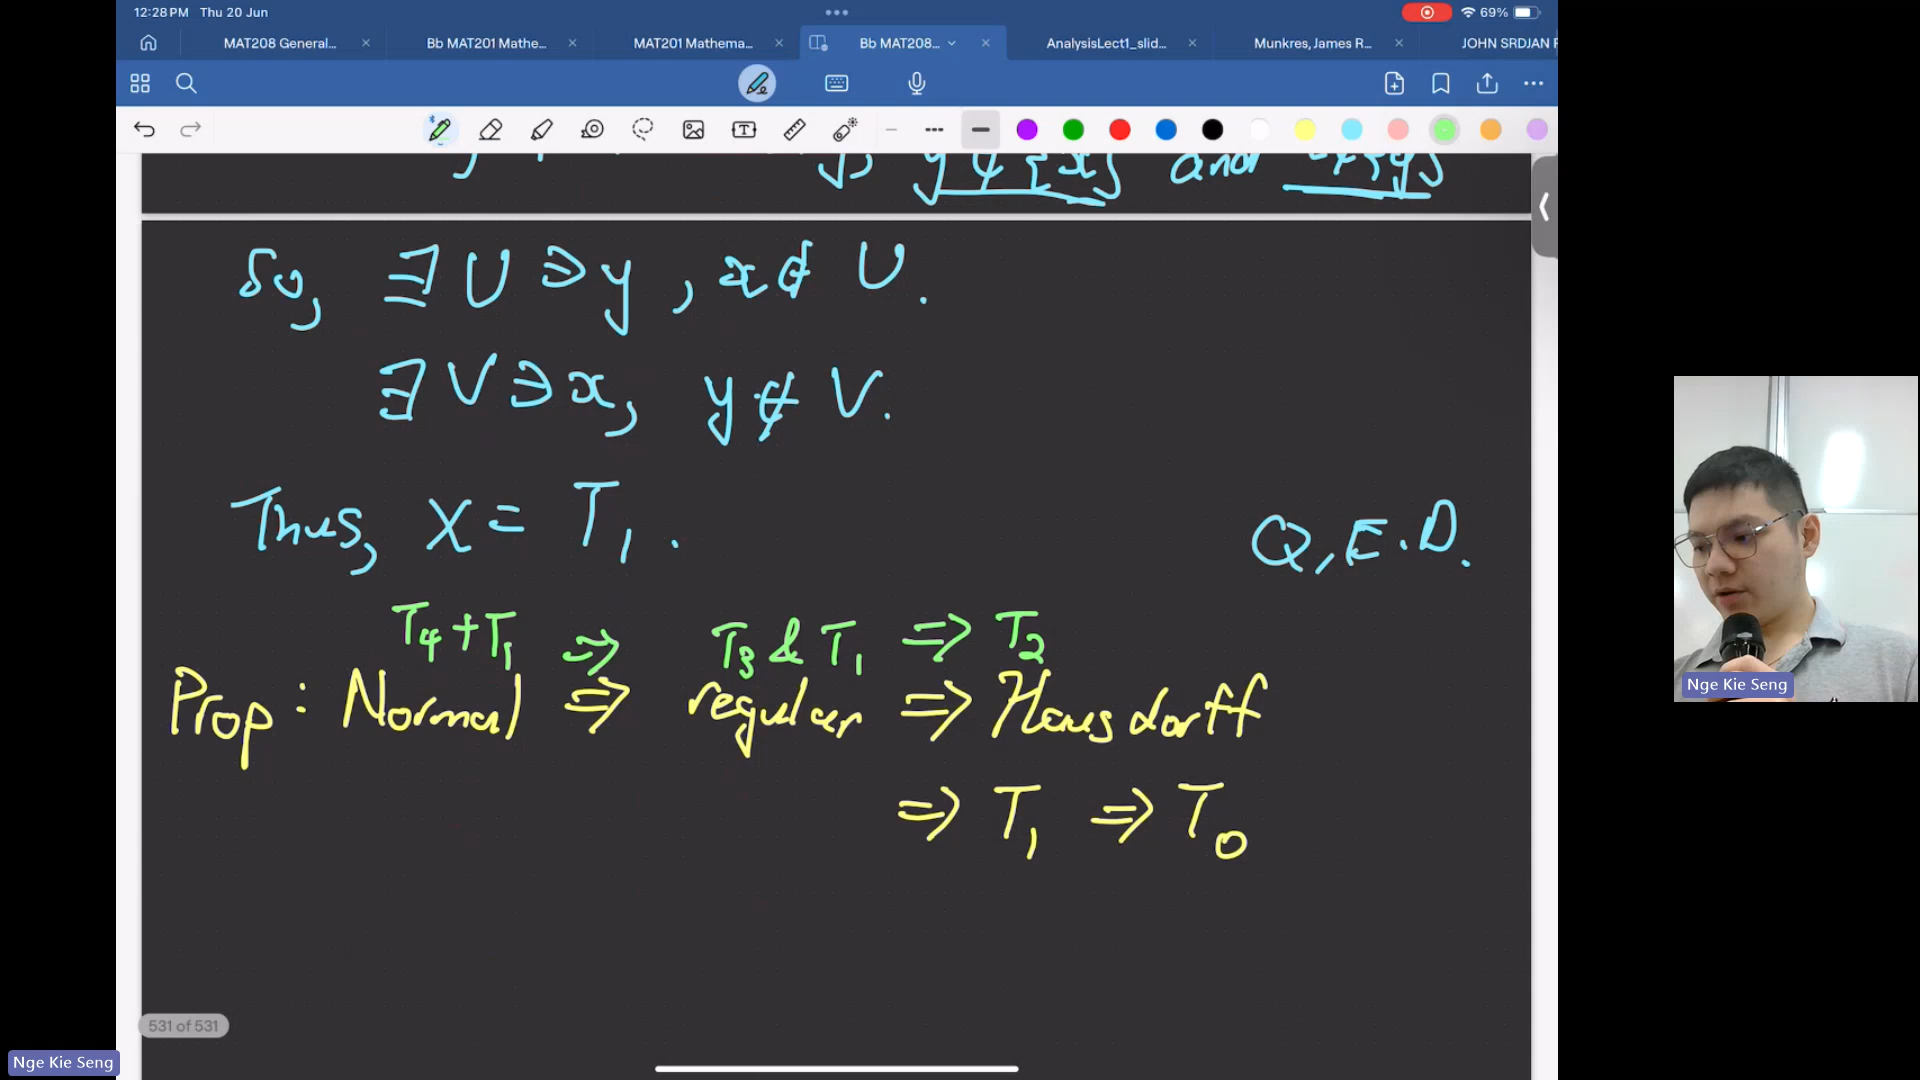 12:28 PM Thu 20 Jun
69%
MAT208 General...
Bb MAT201 Mathe...
MAT201 Mathema...
Bb MAT208...
AnalysisLect1_slid...
Munkres, James R...
JOHN SRDJAN P
y ∉ {x} and
So, ∃ U ∋ y, x ∉ U.
∃ V ∋ x, y ∉ V.
Thus, X = T₁.
Q.E.D.
T₄ + T₁ ⇒ T₃ & T₁ ⇒ T₂
Prop: Normal ⇒ regular ⇒ Hausdorff
⇒ T₁ ⇒ T₀
531 of 531
Nge Kie Seng
Nge Kie Seng